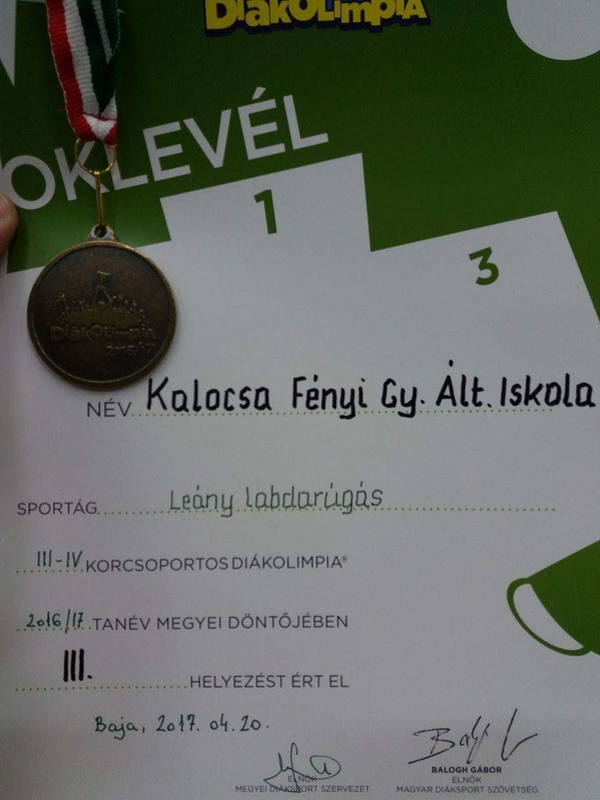 DiákOLimpiA
OKLEVÉL
1
3
DiákOLimpiA
2016/17
NÉV Kalocsa Fényi Gy. Ált. Iskola
SPORTÁG Leány labdarúgás
III-IV KORCSOPORTOS DIÁKOLIMPIA®
2016/17 TANÉV MEGYEI DÖNTŐJÉBEN
III. HELYEZÉST ÉRT EL
Baja, 2017. 04. 20.
ELNÖK
MEGYEI DIÁKSPORT SZERVEZET
BALOGH GÁBOR
ELNÖK
MAGYAR DIÁKSPORT SZÖVETSÉG